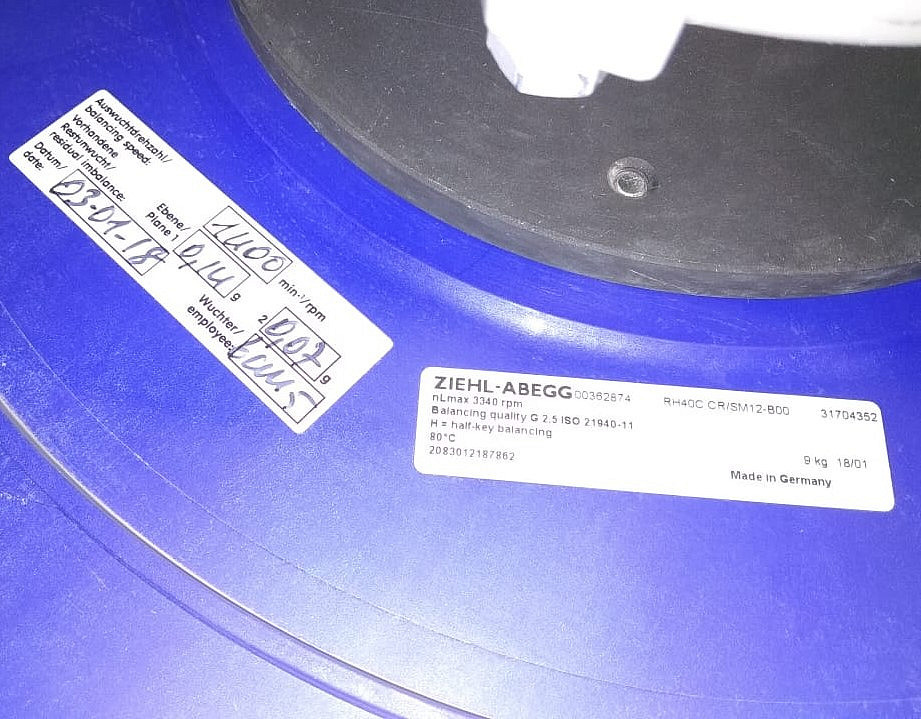 Auswuchtdrehzahl/
balancing speed:
1400 min-¹/rpm
Vorhandene
Restunwucht/
residual imbalance:
Ebene/
Plane 1 0,14 g 2 0,07 g
Datum/
date: 03-01-18
Wuchter/
employee:
ZIEHL-ABEGG 00362874 RH40C CR/SM12-B00 31704352
nLmax 3340 rpm
Balancing quality G 2.5 ISO 21940-11
H = half-key balancing
80°C 9 kg 18/01
2083012187862 Made in Germany